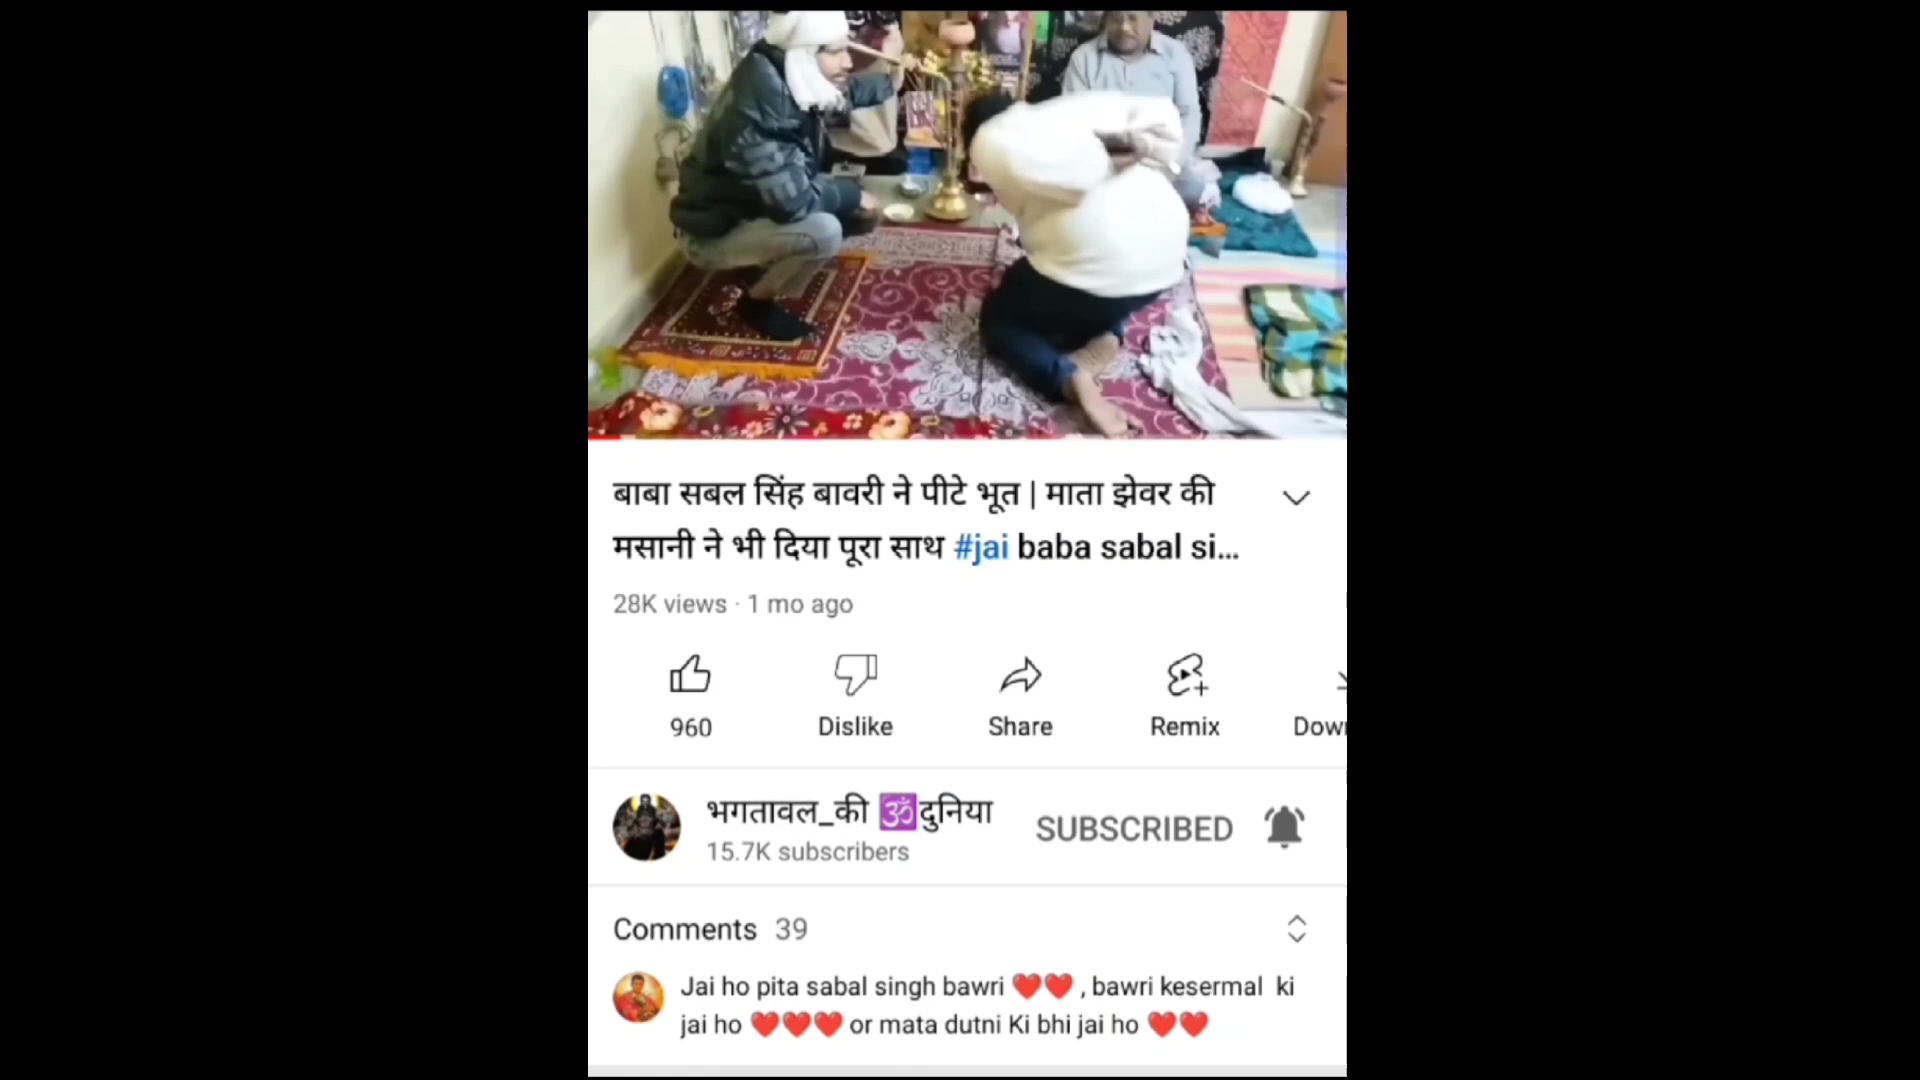 बाबा सबल सिंह बावरी ने पीटे भूत | माता झेवर की
मसानी ने भी दिया पूरा साथ #jai baba sabal si...
28K views · 1 mo ago
960
Dislike
Share
Remix
Down
भगतावल_की 🕉दुनिया
15.7K subscribers
SUBSCRIBED
Comments 39
Jai ho pita sabal singh bawri ❤️❤️ , bawri kesermal ki
jai ho ❤️❤️❤️ or mata dutni Ki bhi jai ho ❤️❤️